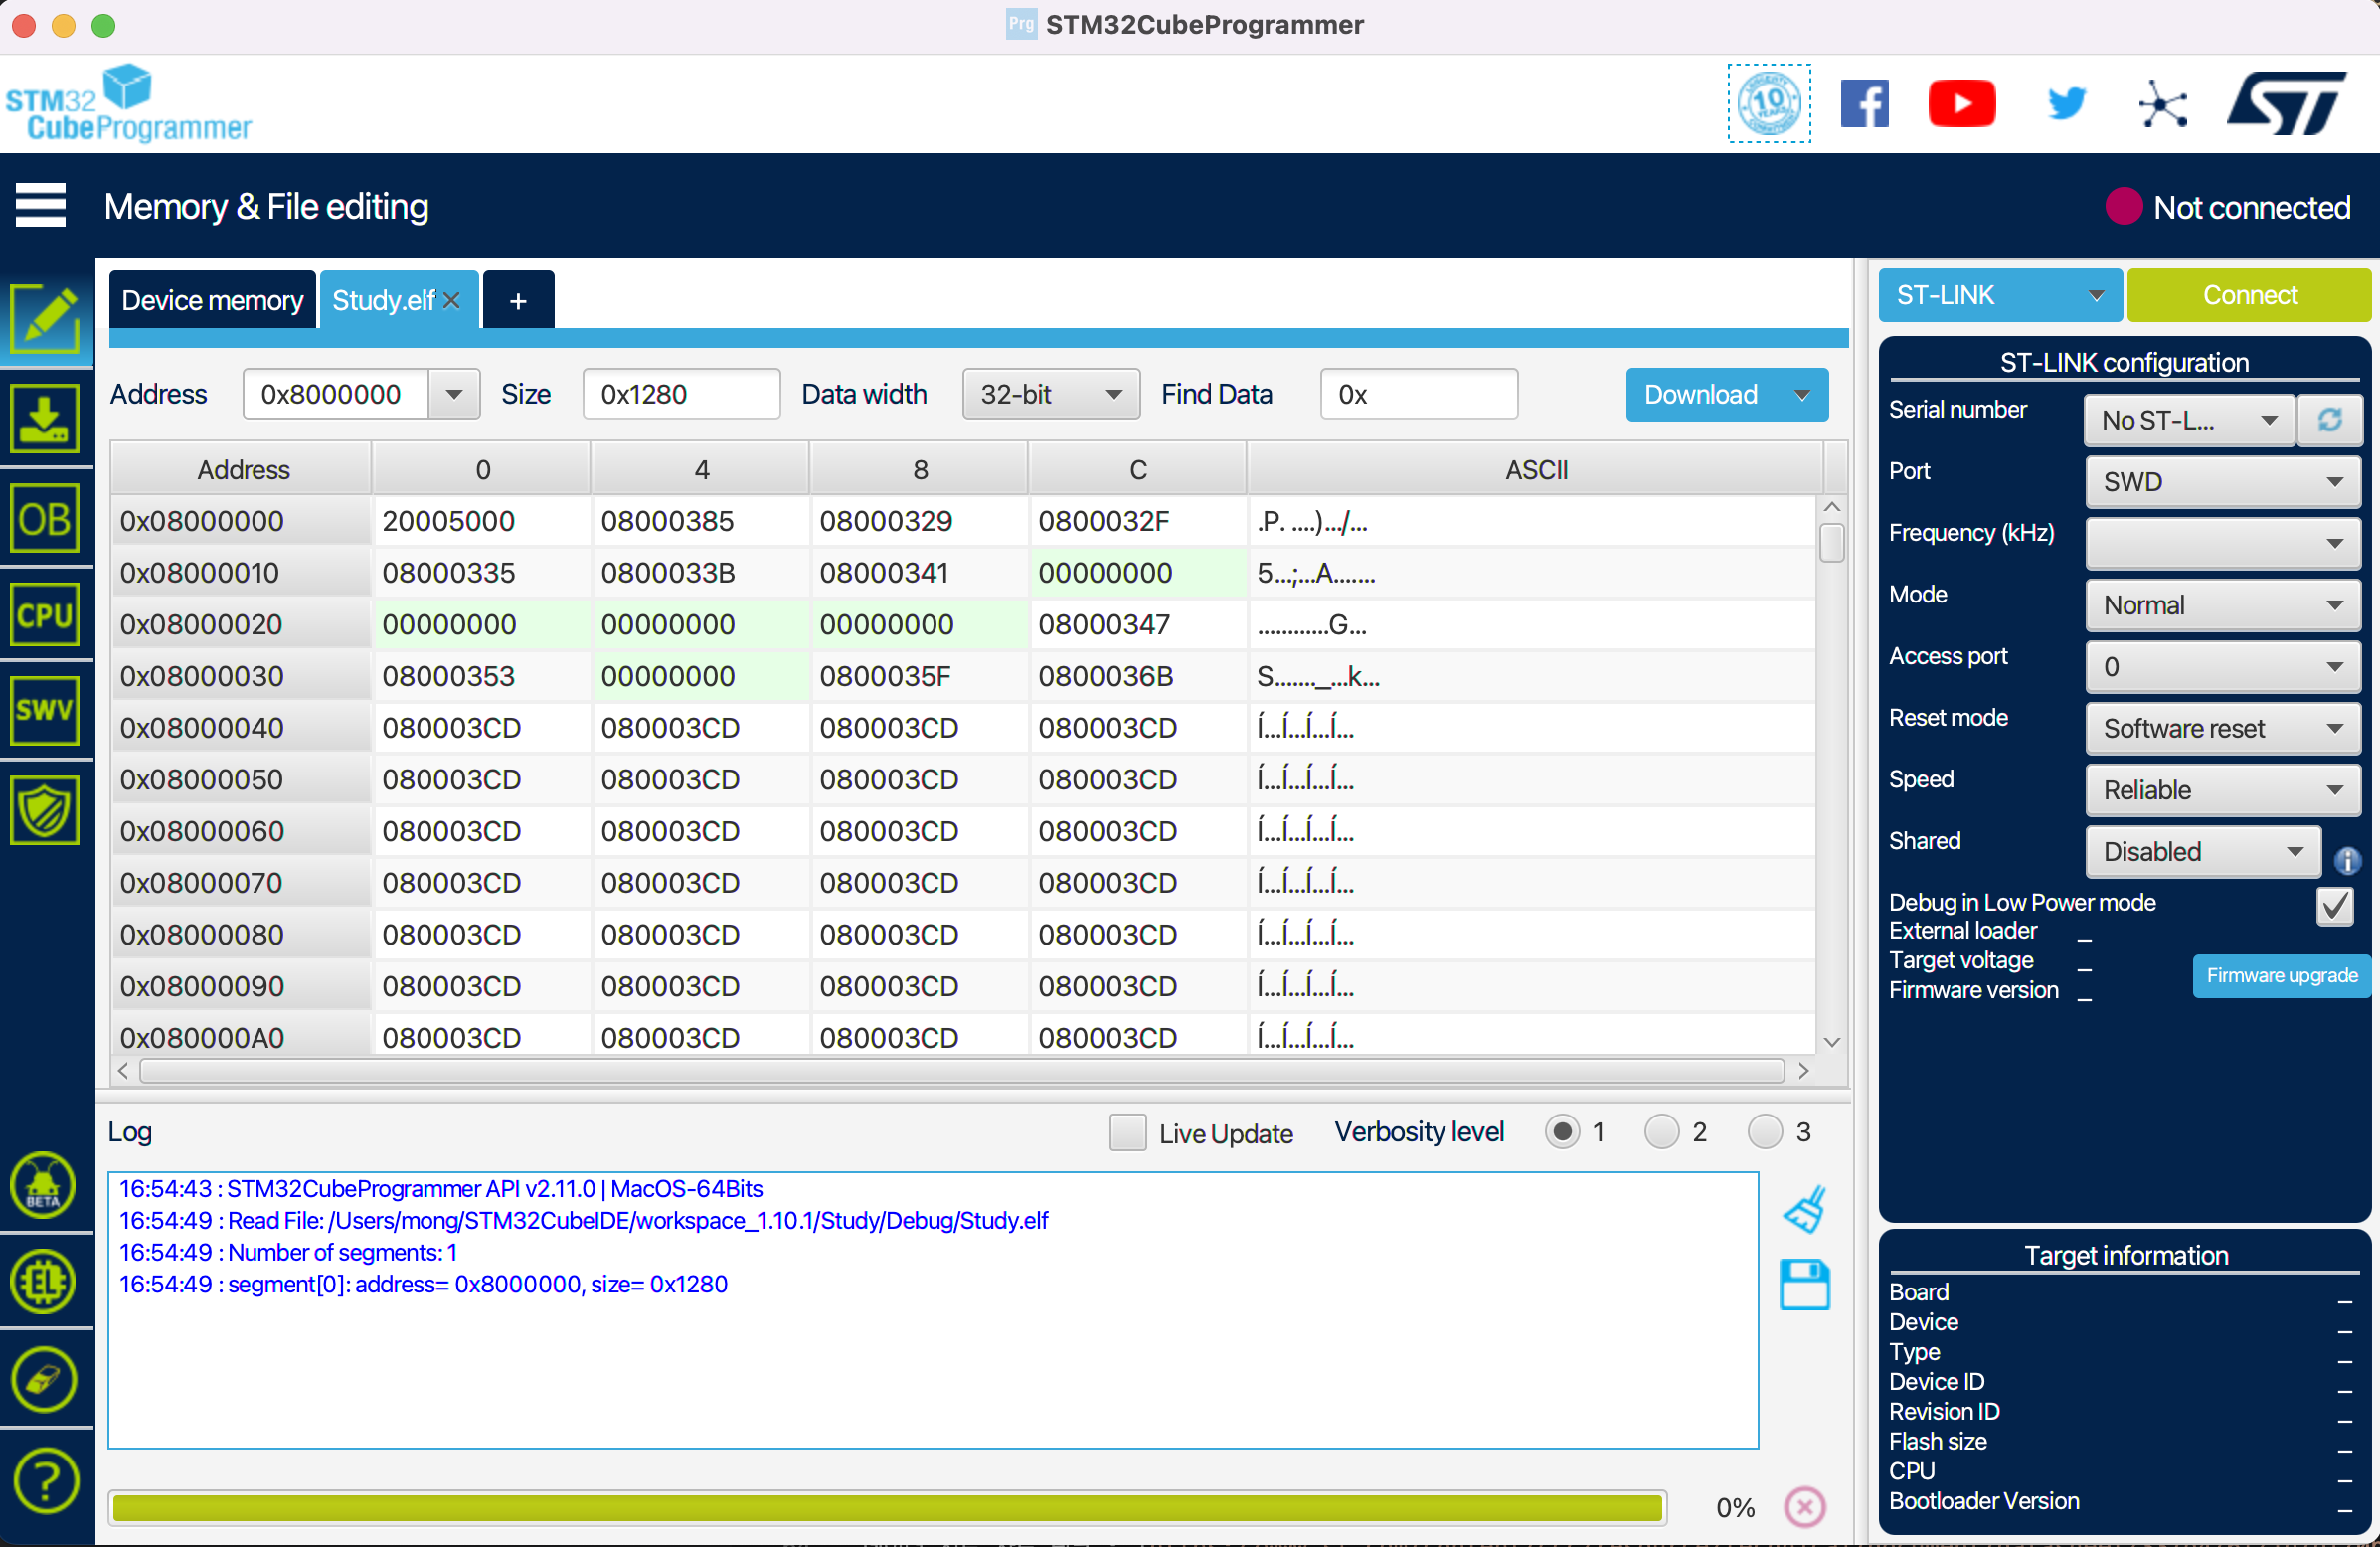 Prg STM32CubeProgrammer
STM32
CubeProgrammer
LONGEVITY 10 YEARS COMMITMENT
f
ST
Memory & File editing
Not connected
Device memory
Study.elf
+
ST-LINK
Connect
Address 0x8000000 Size 0x1280 Data width 32-bit Find Data 0x Download
Address 0 4 8 C ASCII
0x08000000 20005000 08000385 08000329 0800032F .P. ....).../...
0x08000010 08000335 0800033B 08000341 00000000 5...;...A.......
0x08000020 00000000 00000000 00000000 08000347 ............G...
0x08000030 08000353 00000000 0800035F 0800036B S......._...k...
0x08000040 080003CD 080003CD 080003CD 080003CD Í...Í...Í...Í...
0x08000050 080003CD 080003CD 080003CD 080003CD Í...Í...Í...Í...
0x08000060 080003CD 080003CD 080003CD 080003CD Í...Í...Í...Í...
0x08000070 080003CD 080003CD 080003CD 080003CD Í...Í...Í...Í...
0x08000080 080003CD 080003CD 080003CD 080003CD Í...Í...Í...Í...
0x08000090 080003CD 080003CD 080003CD 080003CD Í...Í...Í...Í...
0x080000A0 080003CD 080003CD 080003CD 080003CD Í...Í...Í...Í...
OB
CPU
SWV
BETA
EL
?
Log
Live Update
Verbosity level 1 2 3
16:54:43 : STM32CubeProgrammer API v2.11.0 | MacOS-64Bits
16:54:49 : Read File: /Users/mong/STM32CubeIDE/workspace_1.10.1/Study/Debug/Study.elf
16:54:49 : Number of segments: 1
16:54:49 : segment[0]: address= 0x8000000, size= 0x1280
0%
ST-LINK configuration
Serial number No ST-L...
Port SWD
Frequency (kHz)
Mode Normal
Access port 0
Reset mode Software reset
Speed Reliable
Shared Disabled
Debug in Low Power mode
External loader _
Target voltage _
Firmware version _
Firmware upgrade
Target information
Board _
Device _
Type _
Device ID _
Revision ID _
Flash size _
CPU _
Bootloader Version _